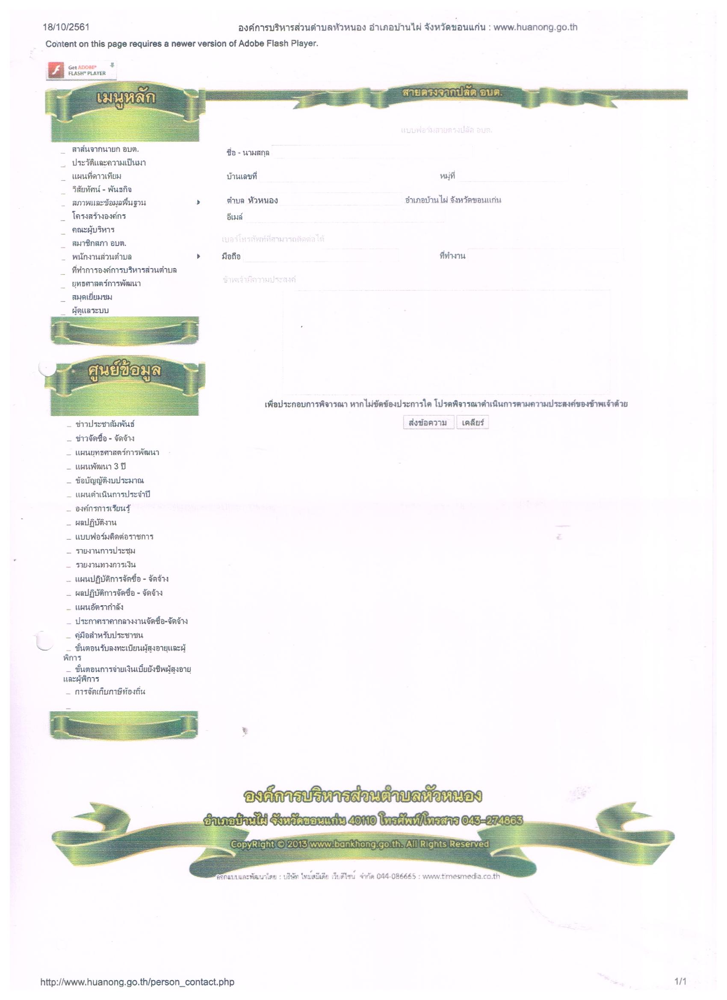 18/10/2561
องค์การบริหารส่วนตำบลหัวหนอง อำเภอบ้านไผ่ จังหวัดขอนแก่น : www.huanong.go.th
Content on this page requires a newer version of Adobe Flash Player.
Get ADOBE®
FLASH® PLAYER
เมนูหลัก
สาส์นจากนายก อบต.
ประวัติและความเป็นมา
แผนที่ดาวเทียม
วิสัยทัศน์ - พันธกิจ
สภาพและข้อมูลพื้นฐาน
โครงสร้างองค์กร
คณะผู้บริหาร
สมาชิกสภา อบต.
พนักงานส่วนตำบล
ที่ทำการองค์การบริหารส่วนตำบล
ยุทธศาสตร์การพัฒนา
สมุดเยี่ยมชม
ผู้ดูแลระบบ
ศูนย์ข้อมูล
ข่าวประชาสัมพันธ์
ข่าวจัดซื้อ - จัดจ้าง
แผนยุทธศาสตร์การพัฒนา
แผนพัฒนา 3 ปี
ข้อบัญญัติงบประมาณ
แผนดำเนินการประจำปี
องค์กรการเรียนรู้
ผลปฏิบัติงาน
แบบฟอร์มติดต่อราชการ
รายงานการประชุม
รายงานทางการเงิน
แผนปฏิบัติการจัดซื้อ - จัดจ้าง
ผลปฏิบัติการจัดซื้อ - จัดจ้าง
แผนอัตรากำลัง
ประกาศราคากลางงานจัดซื้อ-จัดจ้าง
คู่มือสำหรับประชาชน
ขั้นตอนรับลงทะเบียนผู้สูงอายุและผู้
พิการ
ขั้นตอนการจ่ายเงินเบี้ยยังชีพผู้สูงอายุ
และผู้พิการ
การจัดเก็บภาษีท้องถิ่น
สายตรงจากปลัด อบต.
แบบฟอร์มสายตรงปลัด อบต.
ชื่อ - นามสกุล
บ้านเลขที่ หมู่ที่
ตำบล หัวหนอง อำเภอบ้านไผ่ จังหวัดขอนแก่น
อีเมล์
เบอร์โทรศัพท์ที่สามารถติดต่อได้
มือถือ ที่ทำงาน
ข้าพเจ้ามีความประสงค์
เพื่อประกอบการพิจารณา หากไม่ขัดข้องประการใด โปรดพิจารณาดำเนินการตามความประสงค์ของข้าพเจ้าด้วย
ส่งข้อความ เคลียร์
องค์การบริหารส่วนตำบลหัวหนอง
อำเภอบ้านไผ่ จังหวัดขอนแก่น 40110 โทรศัพท์/โทรสาร 043-274863
CopyRight © 2013 www.bankhong.go.th. All Rights Reserved
ออกแบบและพัฒนาโดย : บริษัท ไทม์สมีเดีย เว็บดีไซน์ จำกัด 044-086665 : www.timesmedia.co.th
http://www.huanong.go.th/person_contact.php
1/1